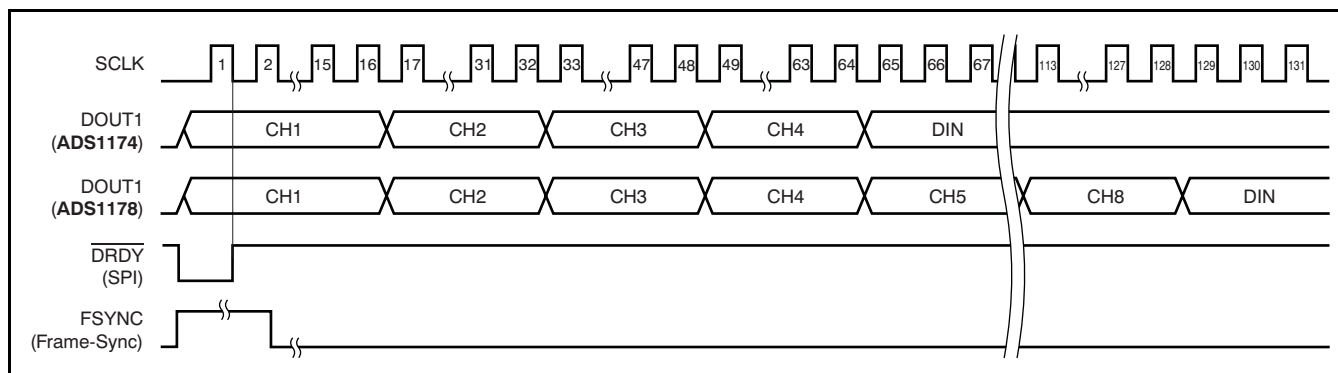 SCLK 1 2 15 16 17 31 32 33 47 48 49 63 64 65 66 67 113 127 128 129 130 131
DOUT1
(ADS1174) CH1 CH2 CH3 CH4 DIN
DOUT1
(ADS1178) CH1 CH2 CH3 CH4 CH5 CH8 DIN
DRDY
(SPI)
FSYNC
(Frame-Sync)